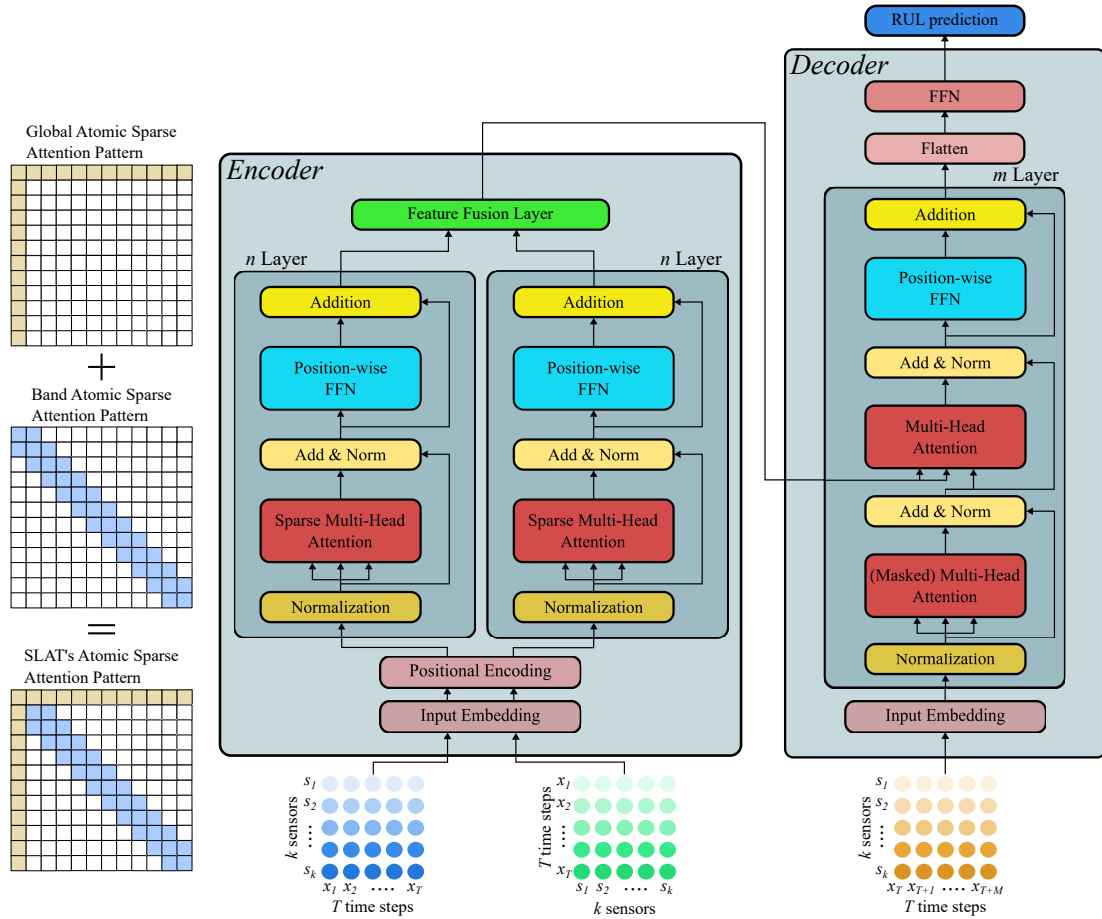 Global Atomic Sparse
Attention Pattern
+
Band Atomic Sparse
Attention Pattern
=
SLAT's Atomic Sparse
Attention Pattern
Encoder
Feature Fusion Layer
n Layer
Addition
Position-wise
FFN
Add & Norm
Sparse Multi-Head
Attention
Normalization
n Layer
Addition
Position-wise
FFN
Add & Norm
Sparse Multi-Head
Attention
Normalization
Positional Encoding
Input Embedding
s1
s2
....
sk
k sensors
x1 x2 .... xT
T time steps
x1
x2
....
xT
T time steps
s1 s2 .... sk
k sensors
RUL prediction
Decoder
FFN
Flatten
m Layer
Addition
Position-wise
FFN
Add & Norm
Multi-Head
Attention
Add & Norm
(Masked) Multi-Head
Attention
Normalization
Input Embedding
s1
s2
....
sk
k sensors
xT xT+1 .... xT+M
T time steps